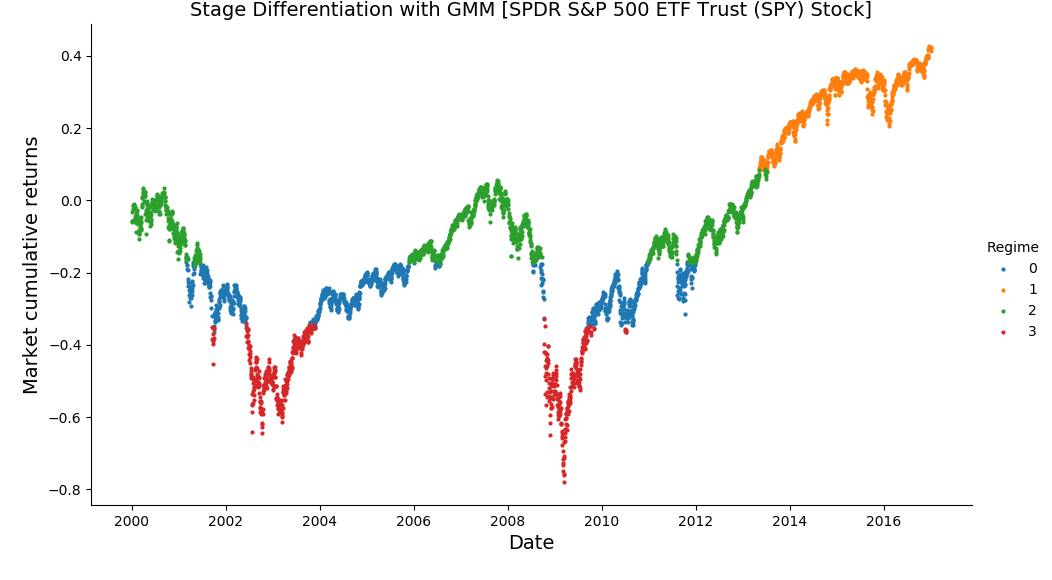 Stage Differentiation with GMM [SPDR S&P 500 ETF Trust (SPY) Stock]
Market cumulative returns
0.4
0.2
0.0
−0.2
−0.4
−0.6
−0.8
2000 2002 2004 2006 2008 2010 2012 2014 2016
Date
Regime
0
1
2
3